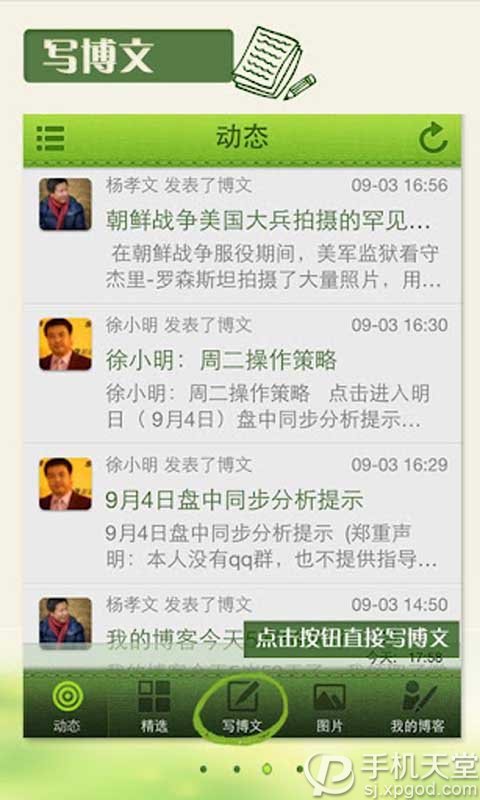 写博文
动态
杨孝文 发表了博文 09-03 16:56
朝鲜战争美国大兵拍摄的罕见…
在朝鲜战争服役期间，美军监狱看守
杰里-罗森斯坦拍摄了大量照片，用…
徐小明 发表了博文 09-03 16:30
徐小明：周二操作策略
徐小明：周二操作策略 点击进入明
日（9月4日）盘中同步分析提示…
徐小明 发表了博文 09-03 16:29
9月4日盘中同步分析提示
9月4日盘中同步分析提示 (郑重声
明：本人没有qq群，也不提供指导…
杨孝文 发表了博文 09-03 14:50
我的博客今天5
点击按钮直接写博文
我的博客今天5岁
今天：17:58
动态 精选 写博文 图片 我的博客
手机天堂
sj.xpgod.com